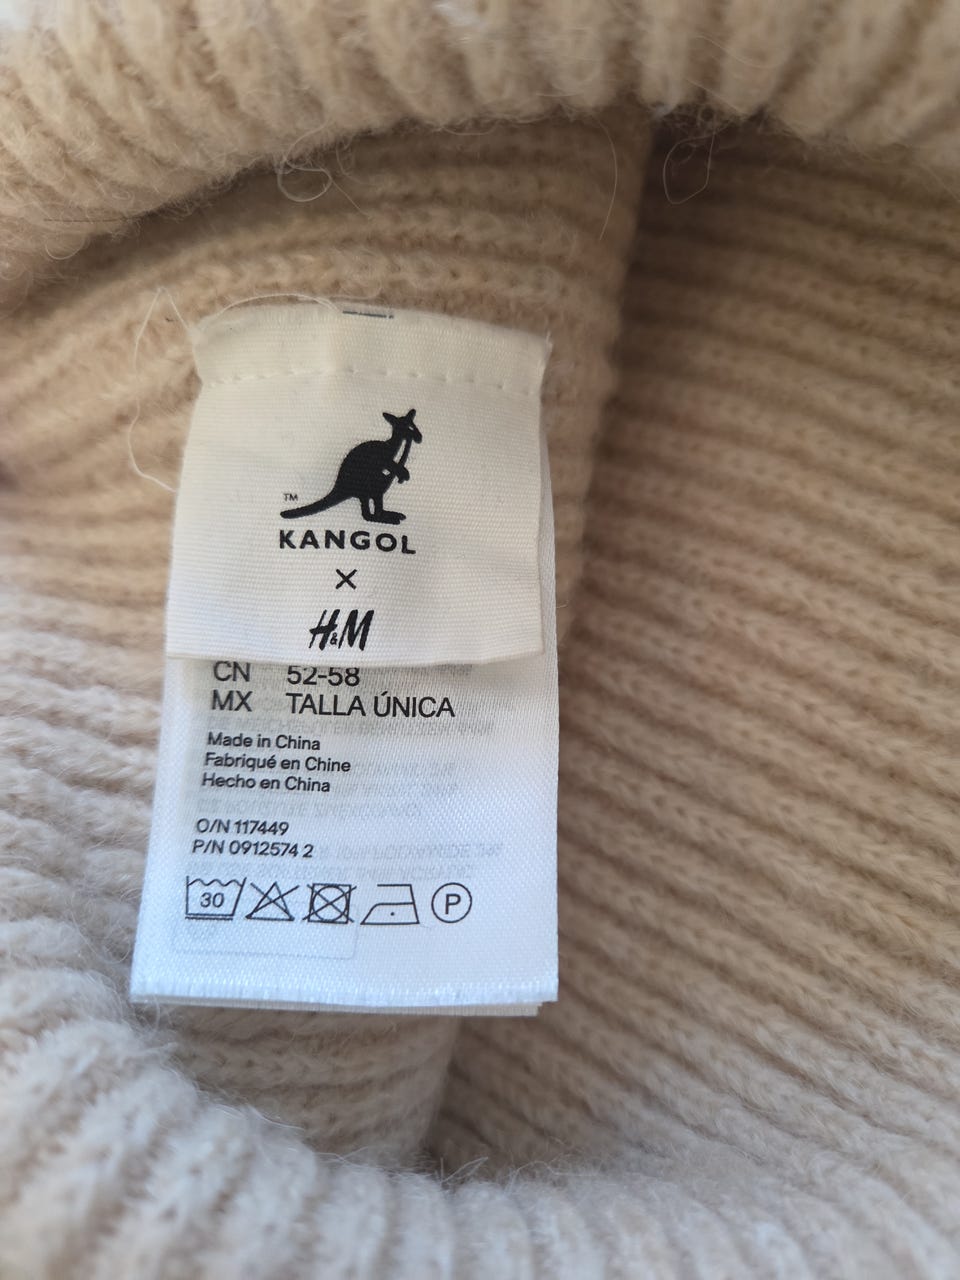 ™
KANGOL
×
H&M
CN 52-58
MX TALLA ÚNICA
Made in China
Fabriqué en Chine
Hecho en China
O/N 117449
P/N 0912574 2
30
P